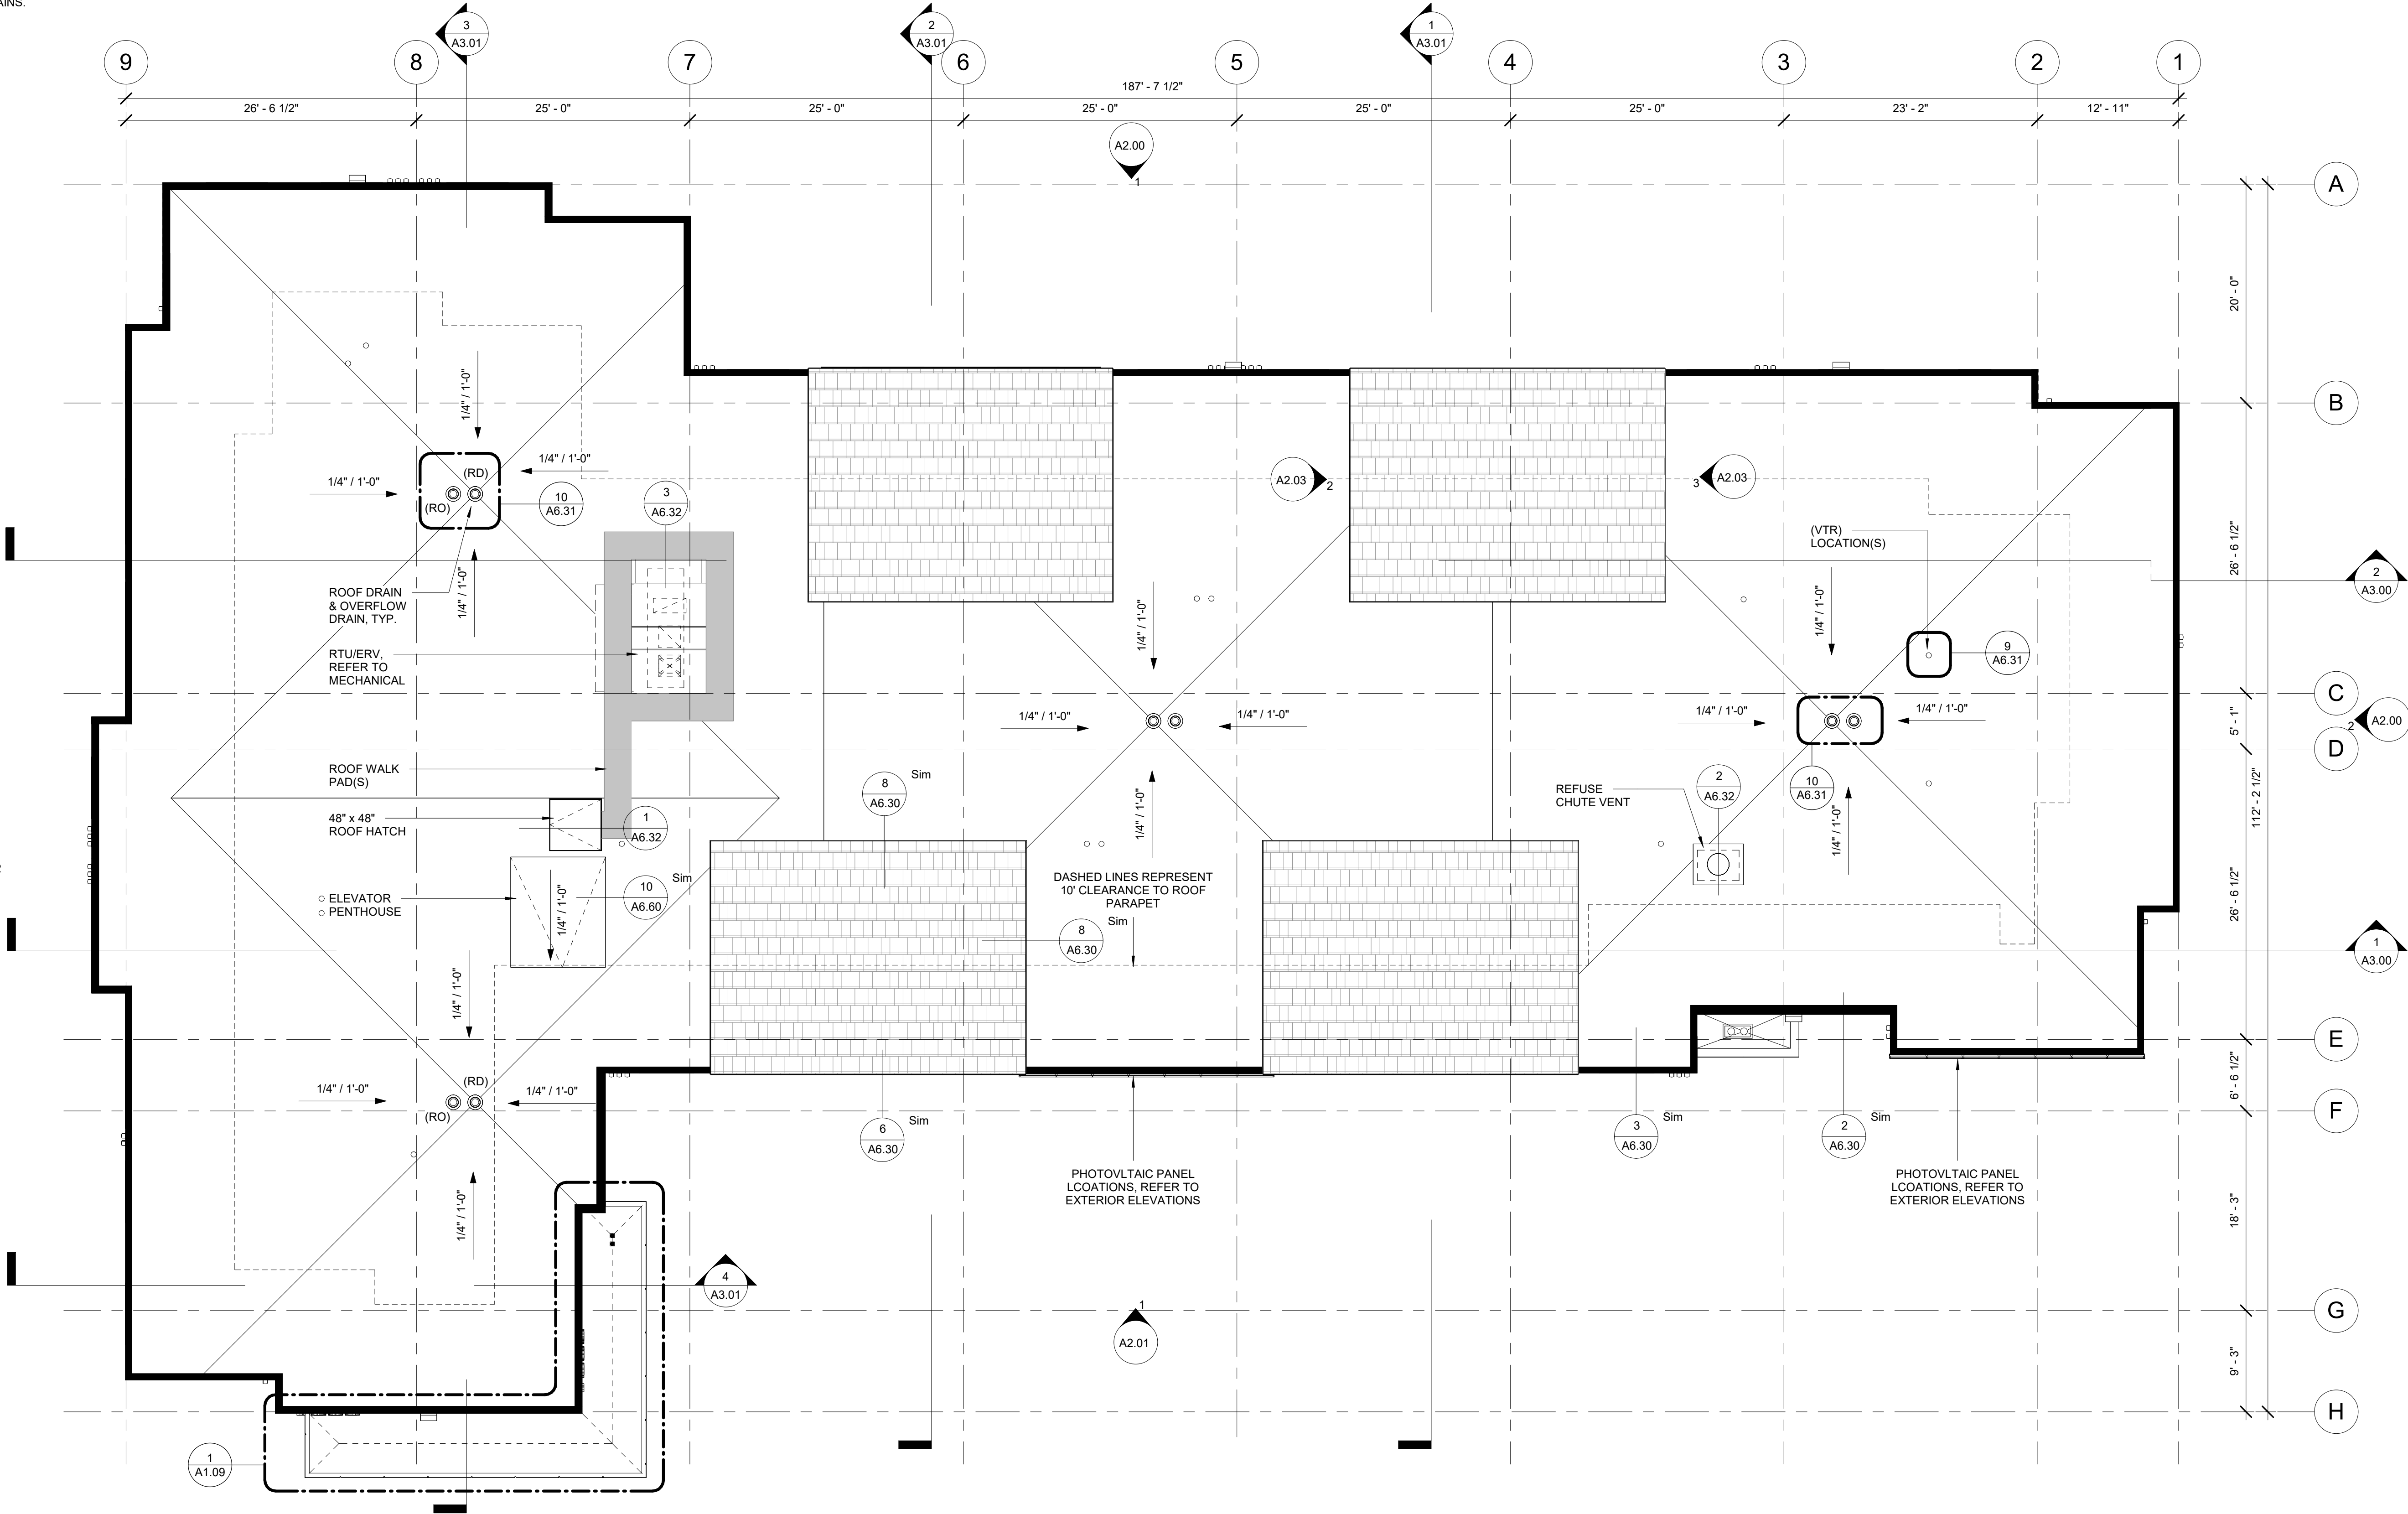 AINS.
3
A3.01
2
A3.01
1
A3.01
9
8
7
6
5
4
3
2
1
187' - 7 1/2"
26' - 6 1/2"
25' - 0"
25' - 0"
25' - 0"
25' - 0"
25' - 0"
23' - 2"
12' - 11"
A2.00
1
A
20' - 0"
B
1/4" / 1'-0"
1/4" / 1'-0"
1/4" / 1'-0"
(RD)
(RO)
10
A6.31
3
A6.32
A2.03
2
3
A2.03
(VTR)
LOCATION(S)
26' - 6 1/2"
2
A3.00
ROOF DRAIN
& OVERFLOW
DRAIN, TYP.
1/4" / 1'-0"
1/4" / 1'-0"
1/4" / 1'-0"
RTU/ERV,
REFER TO
MECHANICAL
X
9
A6.31
C
1/4" / 1'-0"
1/4" / 1'-0"
1/4" / 1'-0"
1/4" / 1'-0"
5' - 1"
2
A2.00
D
ROOF WALK
PAD(S)
8
A6.30
Sim
REFUSE
CHUTE VENT
2
A6.32
10
A6.31
112' - 2 1/2"
48" x 48"
ROOF HATCH
1
A6.32
1/4" / 1'-0"
1/4" / 1'-0"
ELEVATOR
PENTHOUSE
1/4" / 1'-0"
10
A6.60
Sim
DASHED LINES REPRESENT
10' CLEARANCE TO ROOF
PARAPET
8
A6.30
Sim
26' - 6 1/2"
1
A3.00
1/4" / 1'-0"
E
1/4" / 1'-0"
(RD)
(RO)
1/4" / 1'-0"
6' - 6 1/2"
F
6
A6.30
Sim
3
A6.30
Sim
2
A6.30
Sim
PHOTOVLTAIC PANEL
LCOATIONS, REFER TO
EXTERIOR ELEVATIONS
PHOTOVLTAIC PANEL
LCOATIONS, REFER TO
EXTERIOR ELEVATIONS
1/4" / 1'-0"
18' - 3"
4
A3.01
1
A2.01
G
9' - 3"
H
1
A1.09